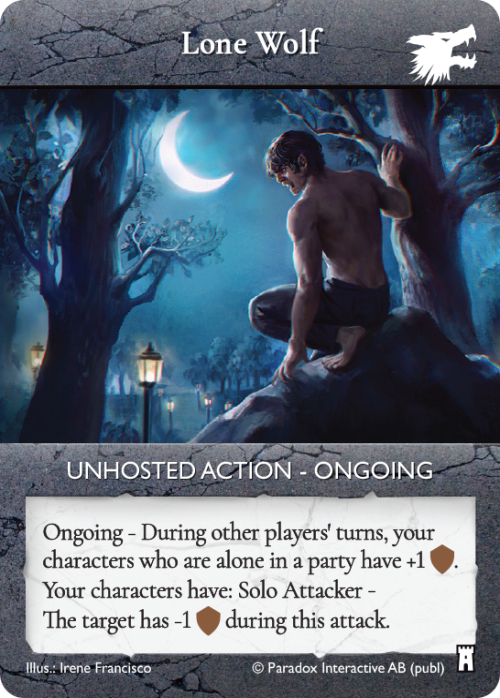 Lone Wolf
UNHOSTED ACTION - ONGOING
Ongoing - During other players' turns, your
characters who are alone in a party have +1 .
Your characters have: Solo Attacker -
The target has -1 during this attack.
Illus.: Irene Francisco
© Paradox Interactive AB (publ)